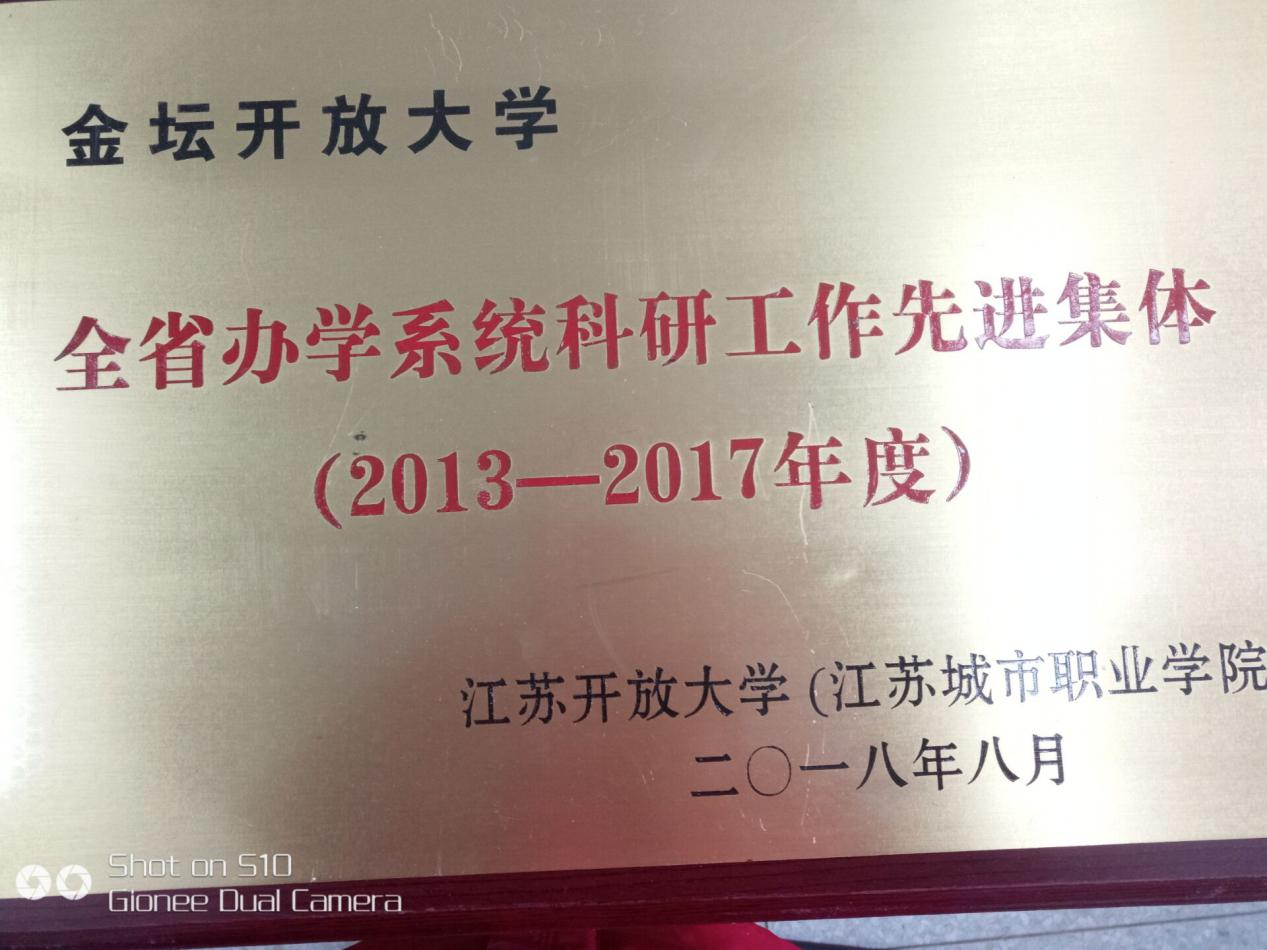 金坛开放大学
全省办学系统科研工作先进集体
(2013—2017年度)
江苏开放大学(江苏城市职业学院
二〇一八年八月
Shot on S10
Gionee Dual Camera